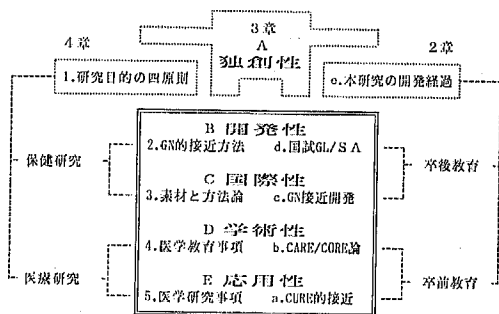 3章
4章
A
2章
独創性
1.研究目的の四原則
e.本研究の開発経過
B 開発性
2.GN的接近方法 d.国試GL/SA
保健研究
卒後教育
C 国際性
3.素材と方法論 c.GN接近開発
D 学術性
4.医学教育事項 b.CARE/CORE論
医療研究
卒前教育
E 応用性
5.医学研究事項 a.CURE的接近